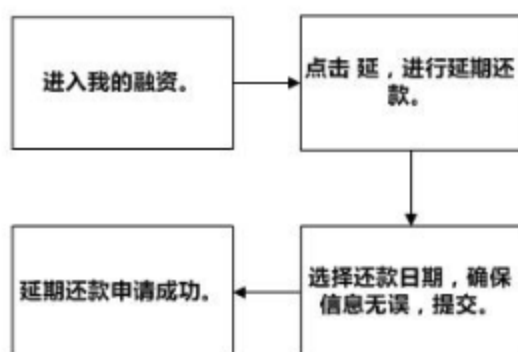 进入我的融资。
点击 延，进行延期还
款。
选择还款日期，确保
信息无误，提交。
延期还款申请成功。